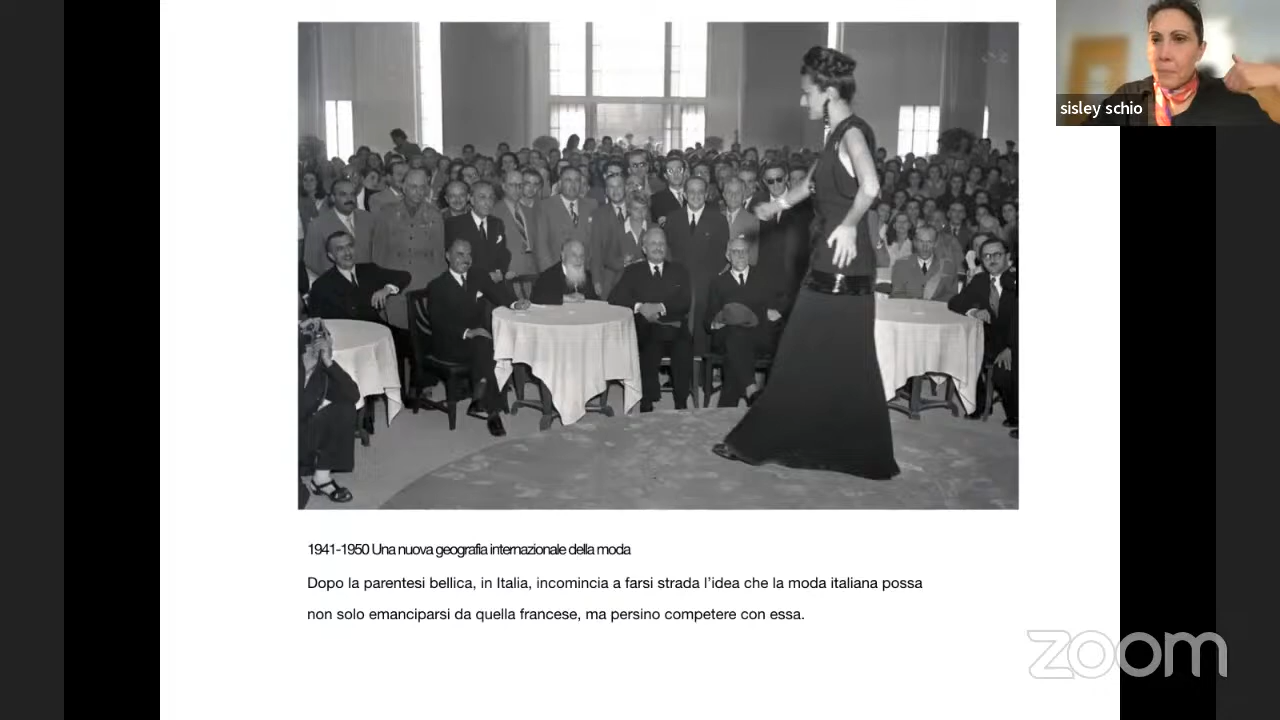 sisley schio
1941-1950 Una nuova geografia internazionale della moda
Dopo la parentesi bellica, in Italia, incomincia a farsi strada l’idea che la moda italiana possa
non solo emanciparsi da quella francese, ma persino competere con essa.
zoom